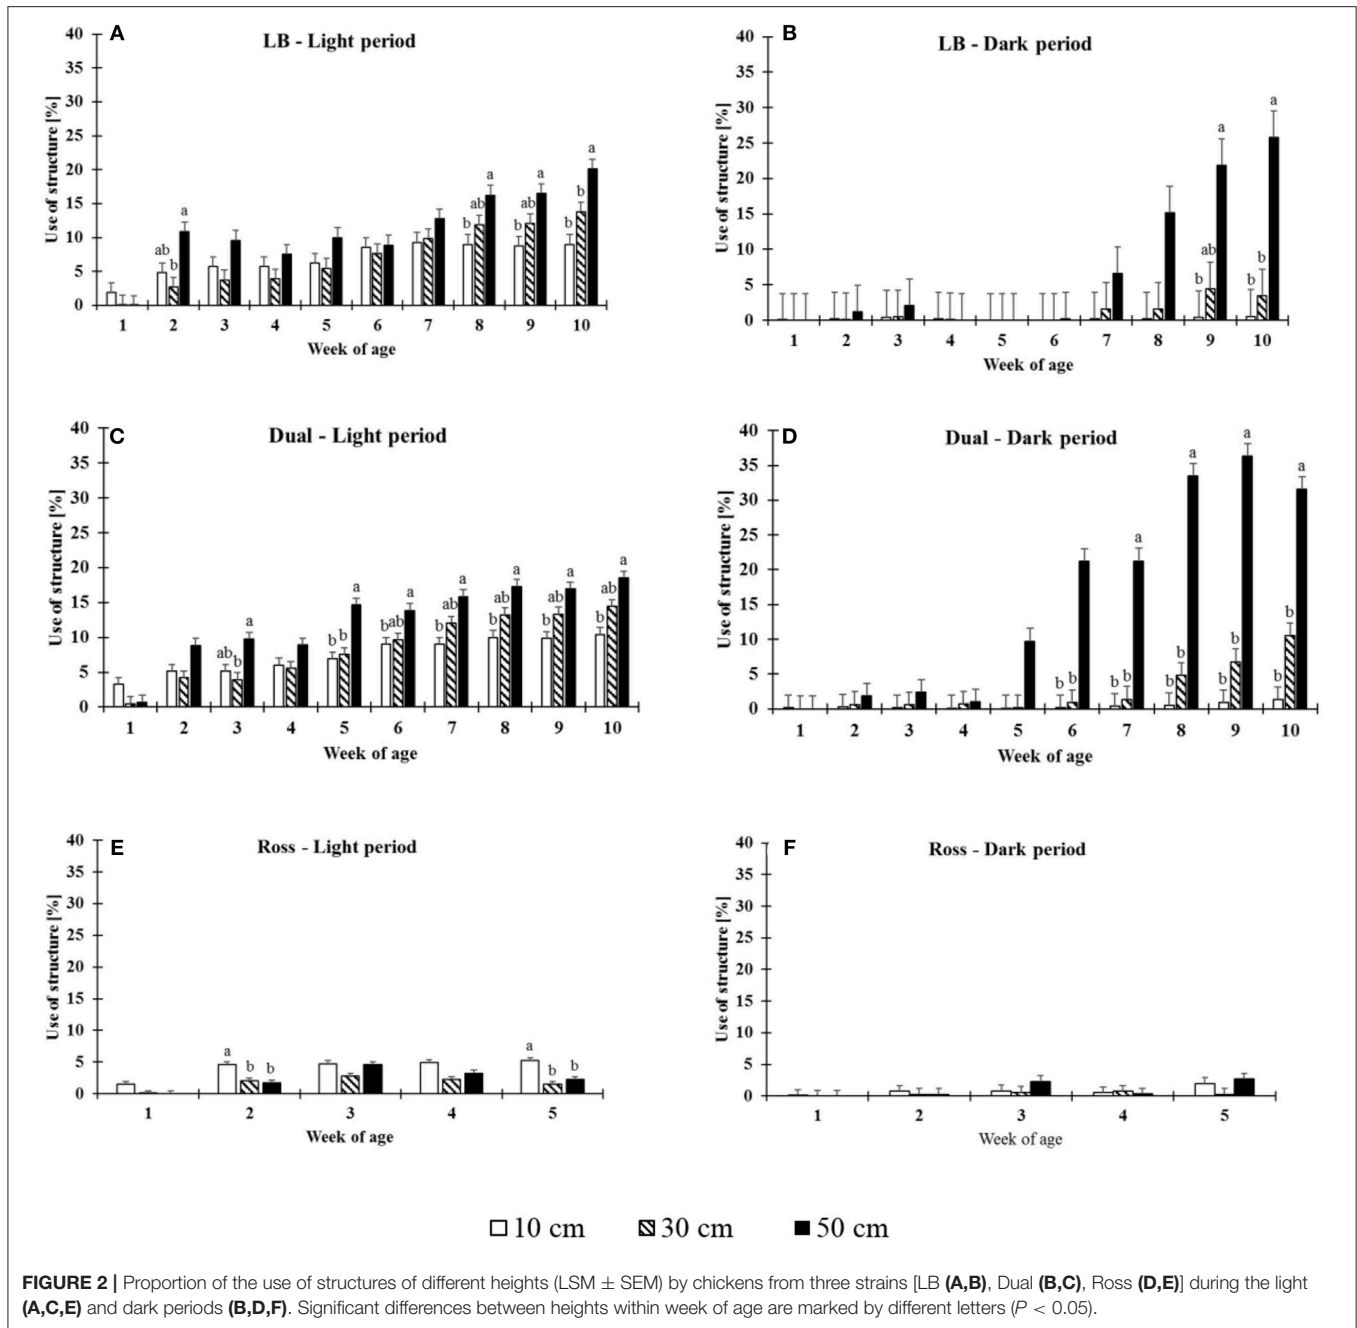 A
LB - Light period
40
35
30
25
20
15
10
5
0
Use of structure [%]
ab
b
a
b
ab
a
b
ab
a
b
b
a
1 2 3 4 5 6 7 8 9 10
Week of age
B
LB - Dark period
40
35
30
25
20
15
10
5
0
Use of structure [%]
b
ab
a
b
b
a
1 2 3 4 5 6 7 8 9 10
Week of age
C
Dual - Light period
40
35
30
25
20
15
10
5
0
Use of structure [%]
ab
b
a
b
b
a
b
ab
a
b
ab
a
b
ab
a
b
ab
a
b
ab
a
1 2 3 4 5 6 7 8 9 10
Week of age
D
Dual - Dark period
40
35
30
25
20
15
10
5
0
Use of structure [%]
b
b
b
b
a
b
b
a
b
b
a
b
b
a
1 2 3 4 5 6 7 8 9 10
Week of age
E
Ross - Light period
40
35
30
25
20
15
10
5
0
Use of structure [%]
a
b
b
a
b
b
1 2 3 4 5
Week of age
F
Ross - Dark period
40
35
30
25
20
15
10
5
0
Use of structure [%]
1 2 3 4 5
Week of age
10 cm 30 cm 50 cm
FIGURE 2 | Proportion of the use of structures of different heights (LSM ± SEM) by chickens from three strains [LB (A,B), Dual (B,C), Ross (D,E)] during the light
(A,C,E) and dark periods (B,D,F). Significant differences between heights within week of age are marked by different letters (P < 0.05).